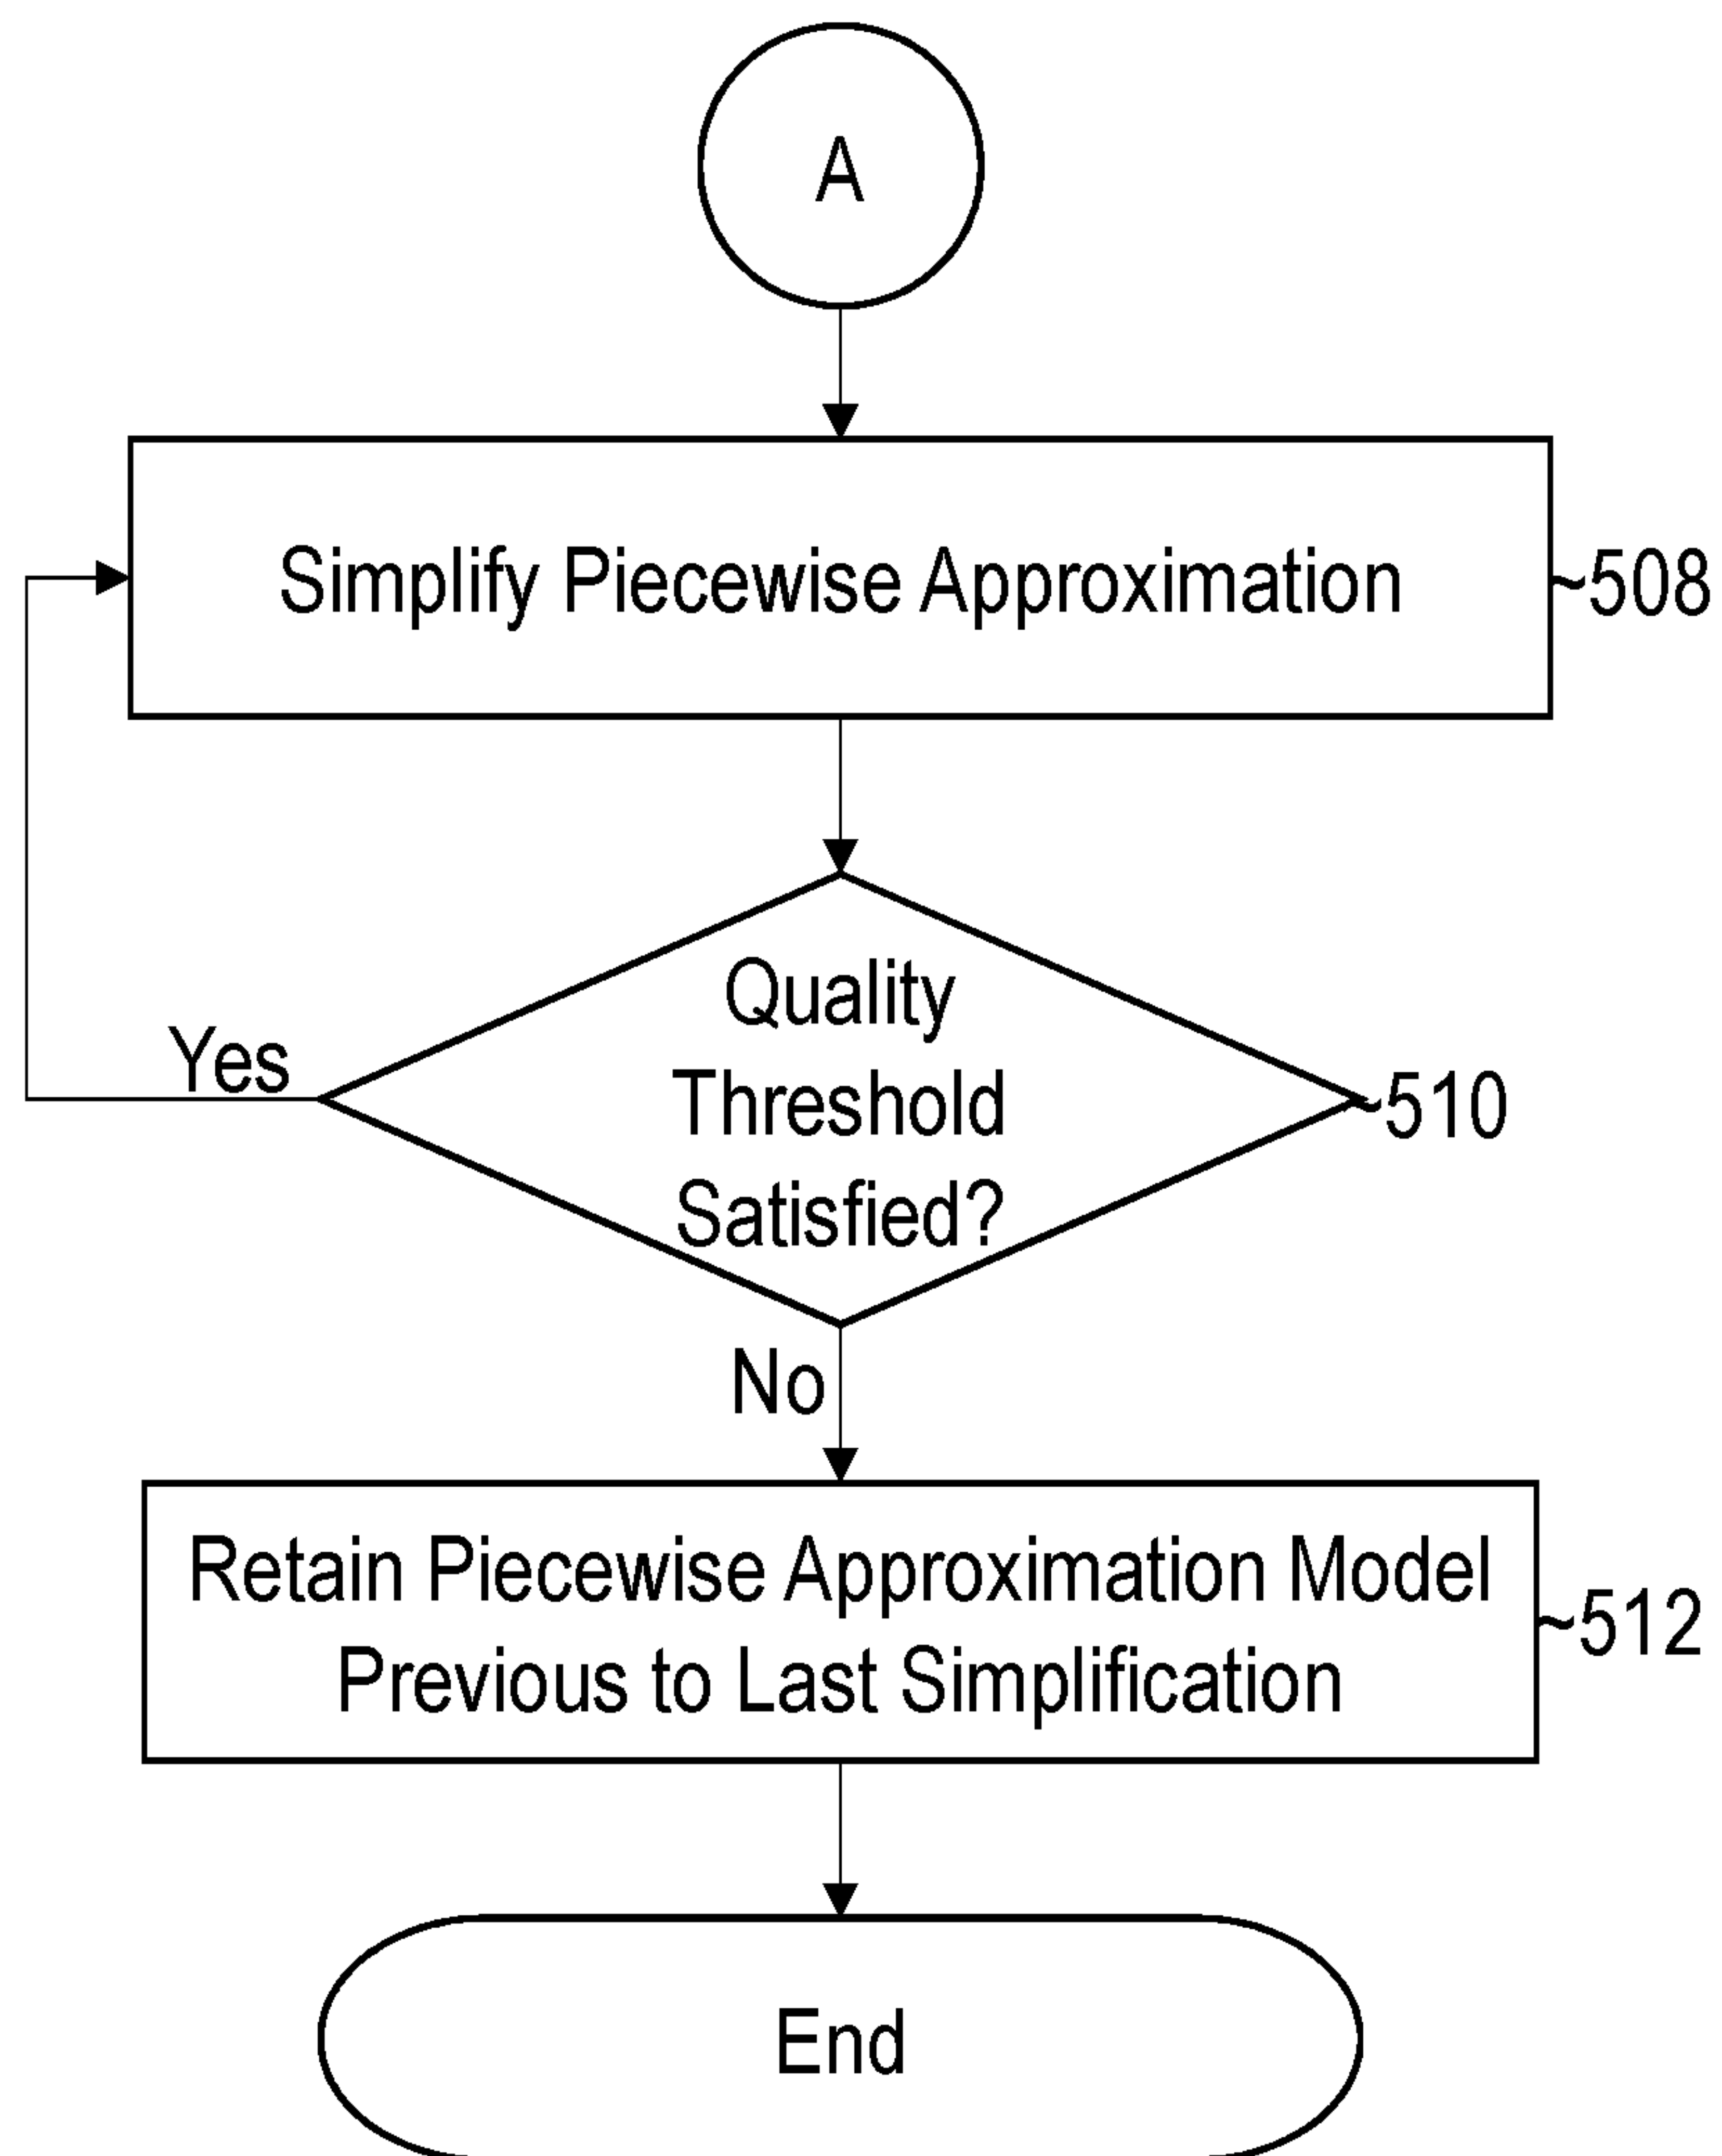 A
Simplify Piecewise Approximation
~508
Quality
Threshold
Satisfied?
~510
Yes
No
Retain Piecewise Approximation Model
Previous to Last Simplification
~512
End